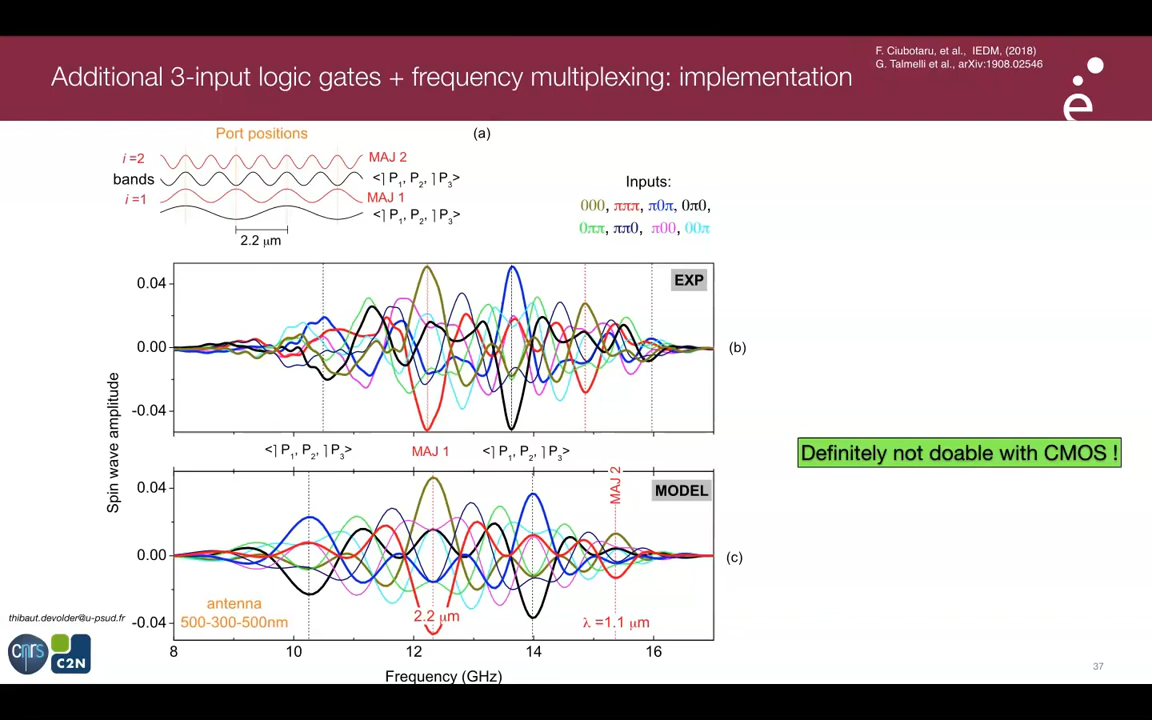 Additional 3-input logic gates + frequency multiplexing: implementation
F. Ciubotaru, et al., IEDM, (2018)
G. Talmelli et al., arXiv:1908.02546
e
Port positions
(a)
i =2
MAJ 2
bands
<⌉P₁, P₂, ⌉P₃>
i =1
MAJ 1
<⌉P₁, P₂, ⌉P₃>
2.2 µm
Inputs:
000, πππ, π0π, 0π0,
0ππ, ππ0, π00, 00π
0.04
0.00
-0.04
EXP
(b)
Spin wave amplitude
<⌉P₁, P₂, ⌉P₃>
MAJ 1
<⌉P₁, P₂, ⌉P₃>
MAJ 2
Definitely not doable with CMOS !
0.04
0.00
-0.04
MODEL
(c)
antenna
500-300-500nm
2.2 µm
λ =1.1 µm
8
10
12
14
16
Frequency (GHz)
thibaut.devolder@u-psud.fr
cnrs
C2N
37